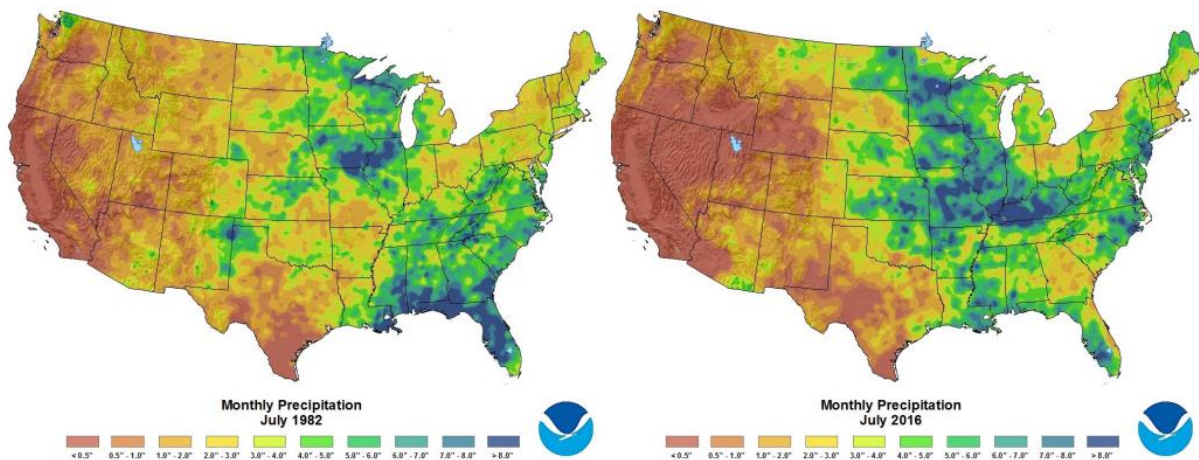 Monthly Precipitation
July 1982
< 0.5" 0.5" - 1.0" 1.0" - 2.0" 2.0" - 3.0" 3.0" - 4.0" 4.0" - 5.0" 5.0" - 6.0" 6.0" - 7.0" 7.0" - 8.0" > 8.0"
Monthly Precipitation
July 2016
< 0.5" 0.5" - 1.0" 1.0" - 2.0" 2.0" - 3.0" 3.0" - 4.0" 4.0" - 5.0" 5.0" - 6.0" 6.0" - 7.0" 7.0" - 8.0" > 8.0"